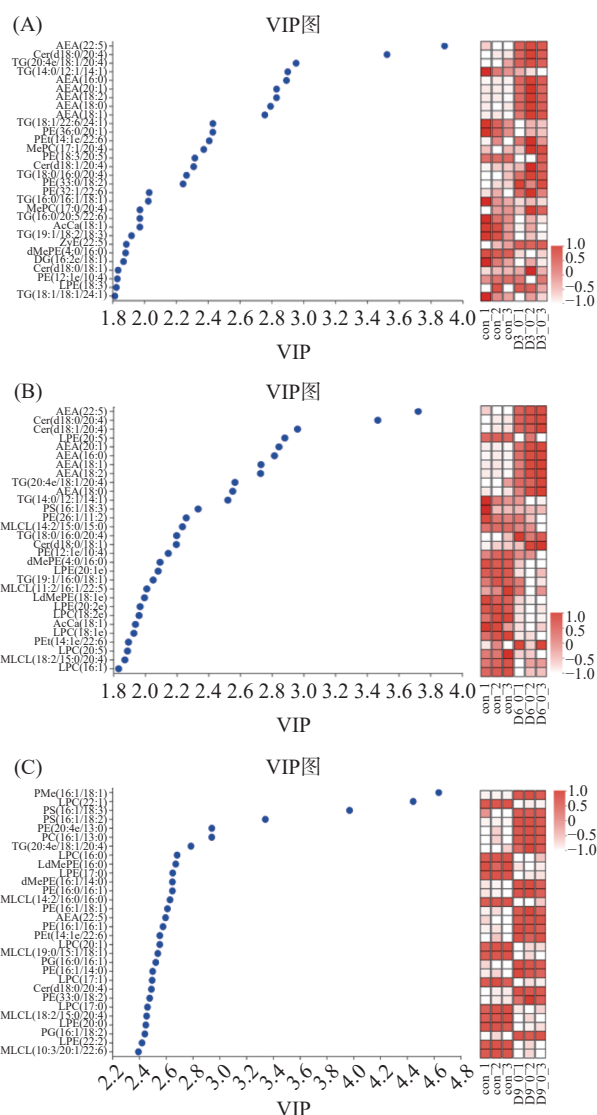 (A)
VIP图
AEA(22:5)
Cer(d18:0/20:4)
TG(20:4e/18:1/20:4)
TG(14:0/12:1/14:1)
AEA(16:0)
AEA(20:1)
AEA(18:2)
AEA(18:0)
AEA(18:1)
TG(18:1/22:6/24:1)
PE(36:0/20:1)
PEt(14:1e/22:6)
MePC(17:1/20:4)
PE(18:3/20:5)
Cer(d18:1/20:4)
TG(18:0/16:0/20:4)
PE(33:0/18:2)
PE(32:1/22:6)
TG(16:0/16:1/18:1)
MePC(17:0/20:4)
TG(16:0/20:5/22:6)
AcCa(18:1)
TG(19:1/18:2/18:3)
ZyE(22:5)
dMePE(4:0/16:0)
DG(16:2e/18:1)
Cer(d18:0/18:1)
PE(12:1e/10:4)
LPE(18:3)
TG(18:1/18:1/24:1)
1.8 2.0 2.2 2.4 2.6 2.8 3.0 3.2 3.4 3.6 3.8 4.0
VIP
con_1 con_2 con_3 D3_0_1 D3_0_2 D3_0_3
1.0
0.5
0
−0.5
−1.0
(B)
VIP图
AEA(22:5)
Cer(d18:0/20:4)
Cer(d18:1/20:4)
LPE(20:5)
AEA(20:1)
AEA(16:0)
AEA(18:1)
AEA(18:2)
TG(20:4e/18:1/20:4)
AEA(18:0)
TG(14:0/12:1/14:1)
PS(16:1/18:3)
PE(26:1/11:2)
MLCL(14:2/15:0/15:0)
TG(18:0/16:0/20:4)
Cer(d18:0/18:1)
PE(12:1e/10:4)
dMePE(4:0/16:0)
LPE(20:1e)
TG(19:1/16:0/18:1)
MLCL(11:2/16:1/22:5)
LdMePE(18:1e)
LPE(20:2e)
LPC(18:2e)
AcCa(18:1)
LPC(18:1e)
PEt(14:1e/22:6)
LPC(20:5)
MLCL(18:2/15:0/20:4)
LPC(16:1)
1.8 2.0 2.2 2.4 2.6 2.8 3.0 3.2 3.4 3.6 3.8 4.0
VIP
con_1 con_2 con_3 D6_0_1 D6_0_2 D6_0_3
1.0
0.5
0
−0.5
−1.0
(C)
VIP图
PMe(16:1/18:1)
LPC(22:1)
PS(16:1/18:3)
PS(16:1/18:2)
PE(20:4e/13:0)
PC(16:1/13:0)
TG(20:4e/18:1/20:4)
LPC(16:0)
LdMePE(16:0)
LPE(17:0)
dMePE(16:1/14:0)
PE(16:0/16:1)
MLCL(14:2/16:0/16:0)
PE(16:1/18:1)
AEA(22:5)
PE(16:1/16:1)
PEt(14:1e/22:6)
LPC(20:1)
MLCL(19:0/15:1/18:1)
PG(16:0/16:1)
PE(16:1/14:0)
LPC(17:1)
Cer(d18:0/20:4)
PE(33:0/18:2)
LPC(17:0)
MLCL(18:2/15:0/20:4)
LPE(20:0)
PG(16:1/18:2)
LPE(22:2)
MLCL(10:3/20:1/22:6)
2.2 2.4 2.6 2.8 3.0 3.2 3.4 3.6 3.8 4.0 4.2 4.4 4.6 4.8
VIP
con_1 con_2 con_3 D9_0_1 D9_0_2 D9_0_3
1.0
0.5
0
−0.5
−1.0